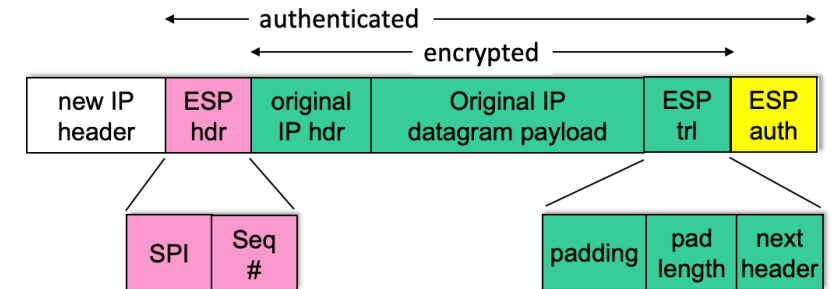 authenticated
encrypted
new IP
header
ESP
hdr
original
IP hdr
Original IP
datagram payload
ESP
trl
ESP
auth
SPI
Seq
#
padding
pad
length
next
header